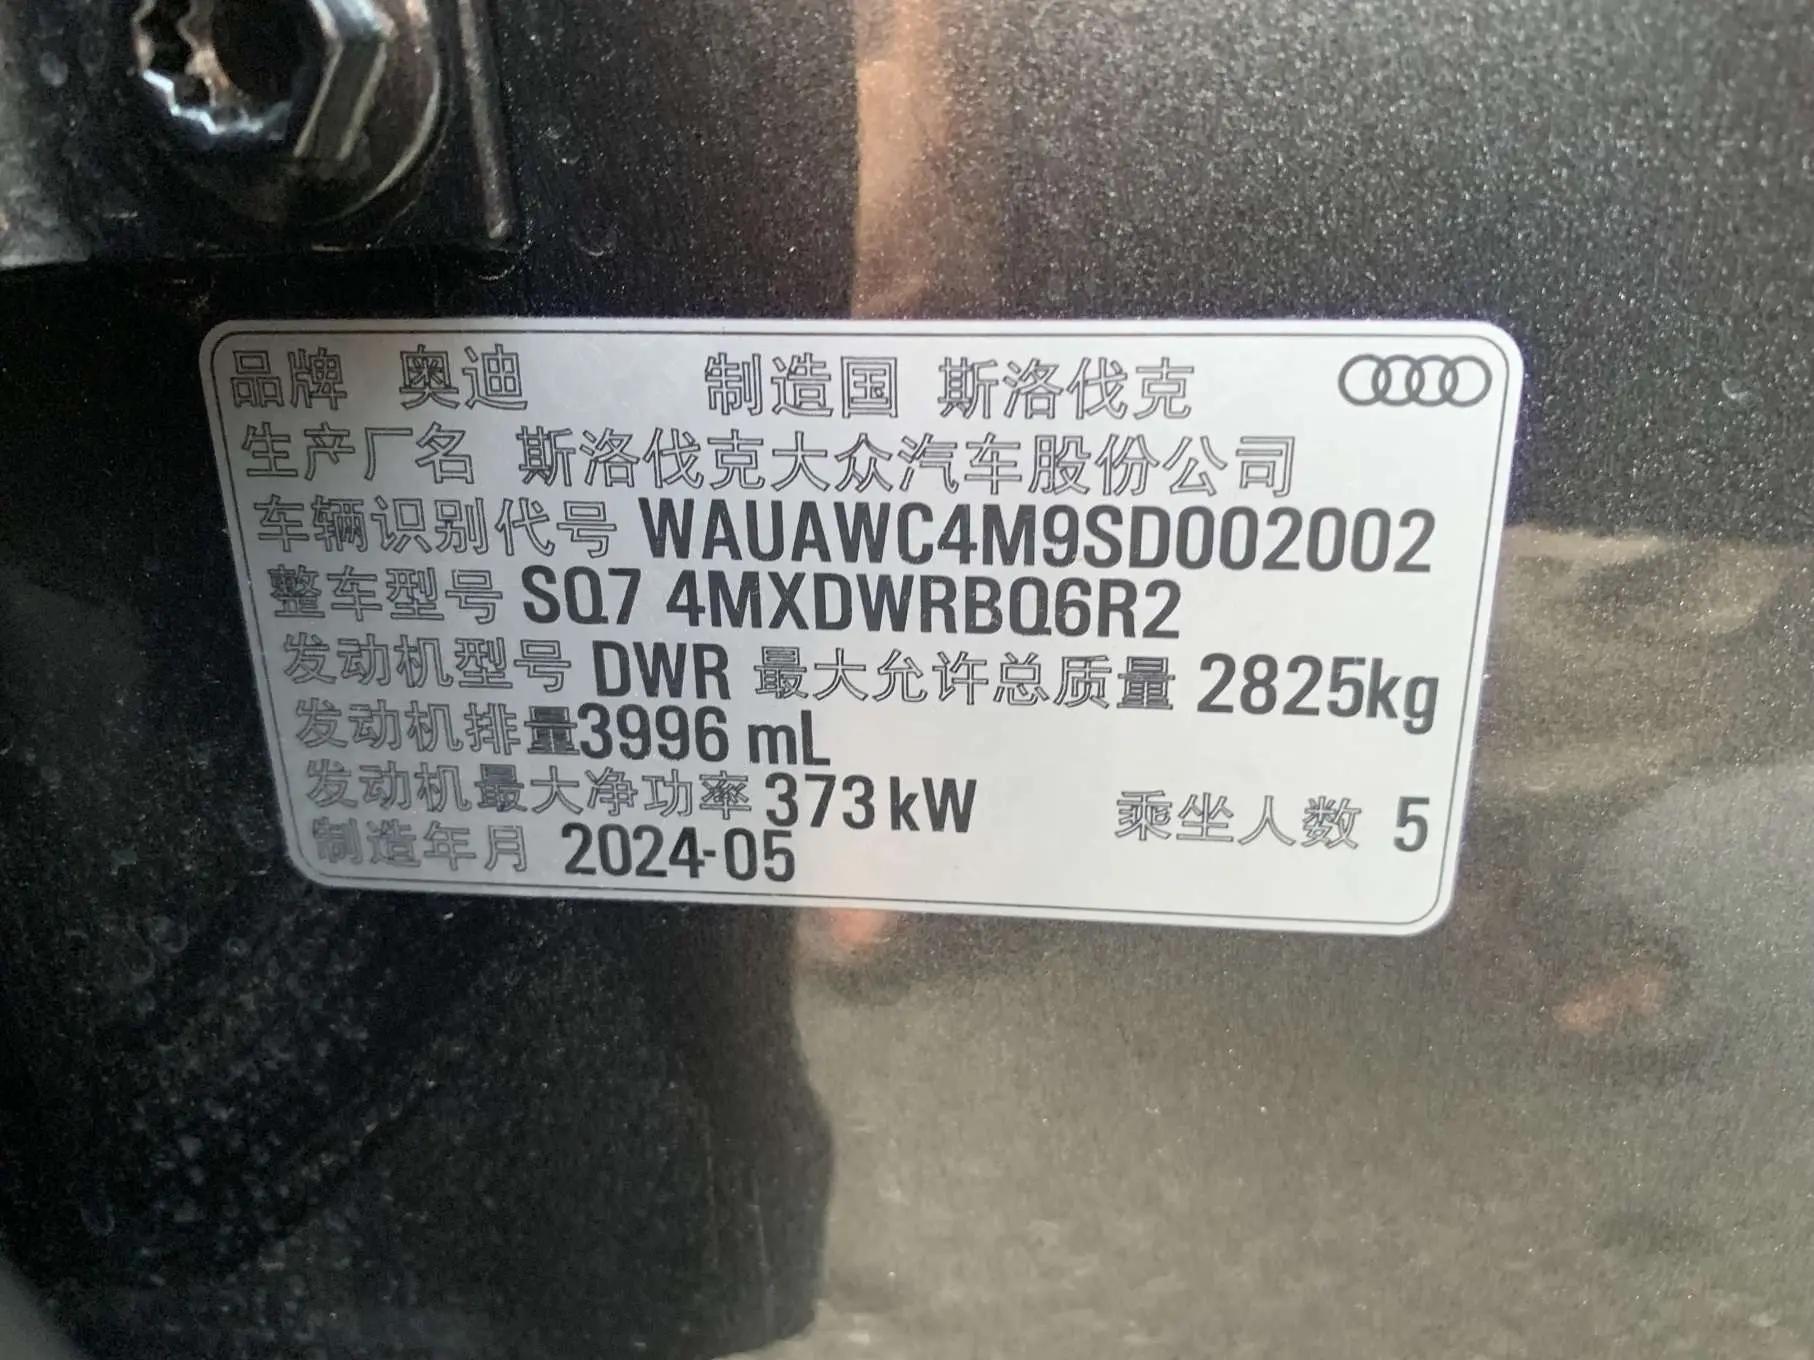 品牌 奥迪 制造国 斯洛伐克
生产厂名 斯洛伐克大众汽车股份公司
车辆识别代号 WAUAWC4M9SD002002
整车型号 SQ7 4MXDWRBQ6R2
发动机型号 DWR 最大允许总质量 2825kg
发动机排量3996 mL
发动机最大净功率 373 kW 乘坐人数 5
制造年月 2024-05